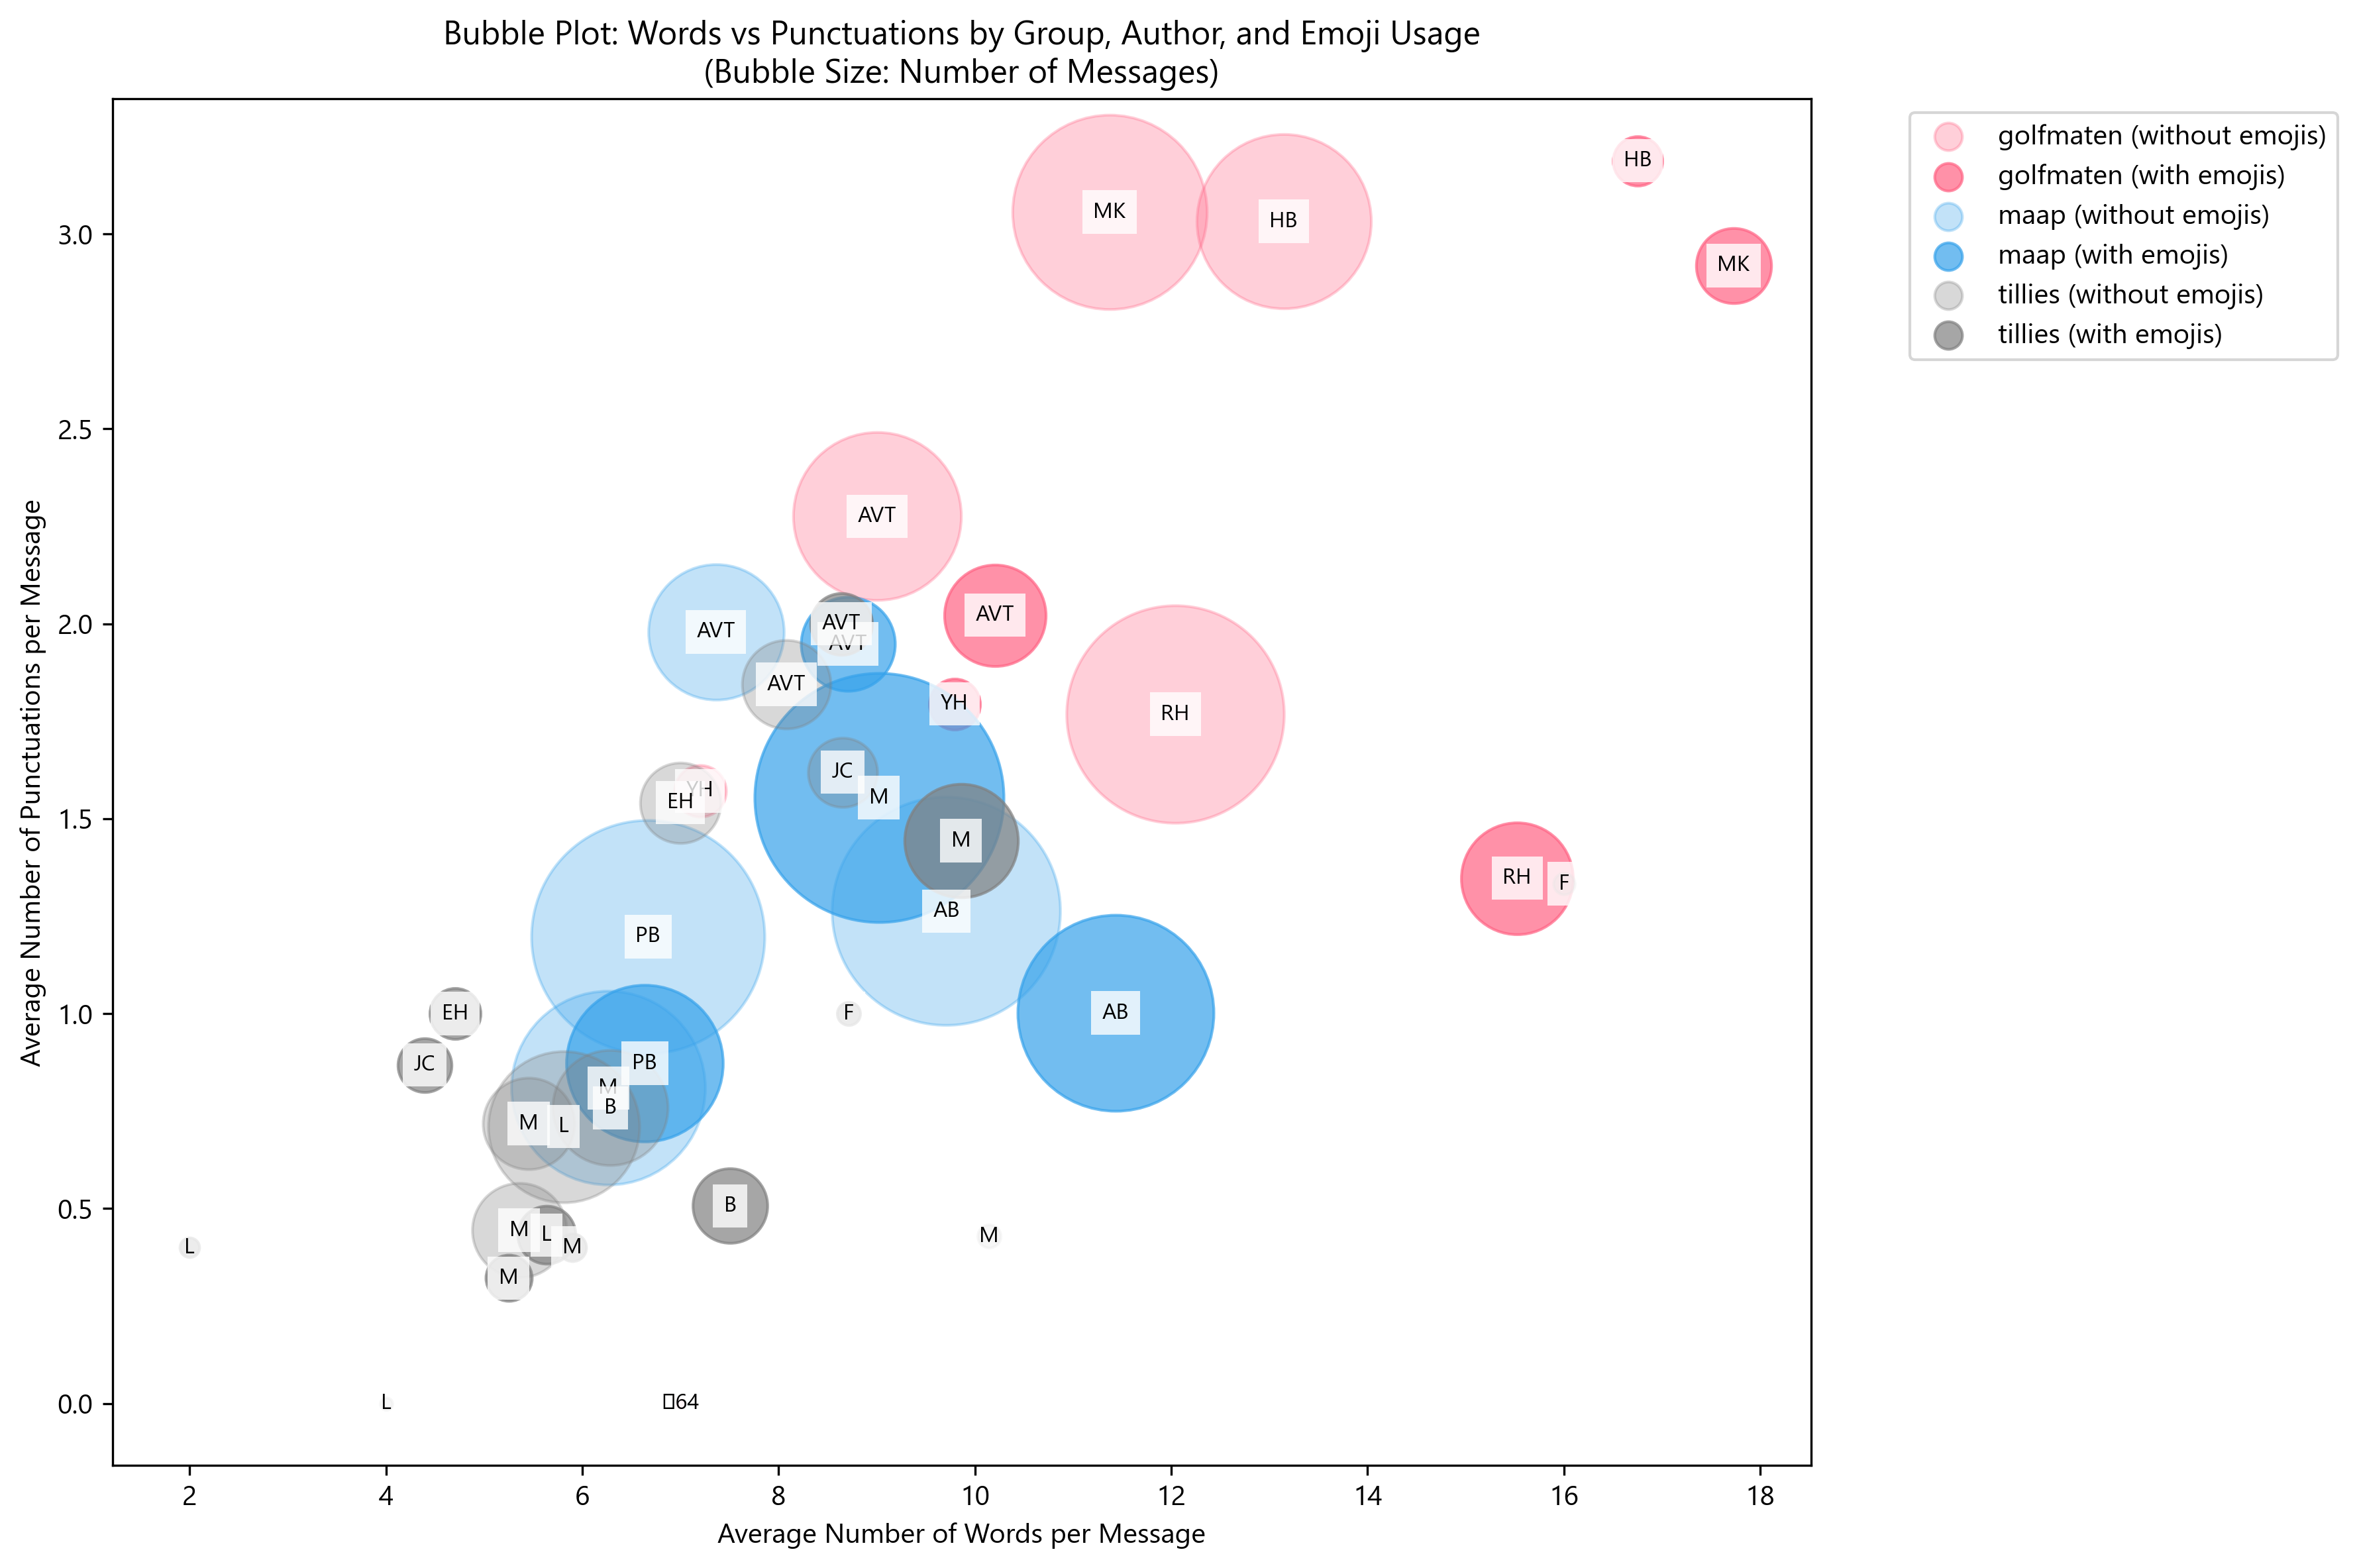 Bubble Plot: Words vs Punctuations by Group, Author, and Emoji Usage
(Bubble Size: Number of Messages)
golfmaten (without emojis)
golfmaten (with emojis)
maap (without emojis)
maap (with emojis)
tillies (without emojis)
tillies (with emojis)
Average Number of Punctuations per Message
3.0
2.5
2.0
1.5
1.0
0.5
0.0
HB
MK
HB
MK
AVT
AVT
AVT
AVT
AVT
AVT
YH
RH
JC
YH
EH
M
M
RH
F
AB
PB
EH
F
AB
JC
PB
M
B
M
L
B
M
L
M
M
L
M
L
64
2
4
6
8
10
12
14
16
18
Average Number of Words per Message